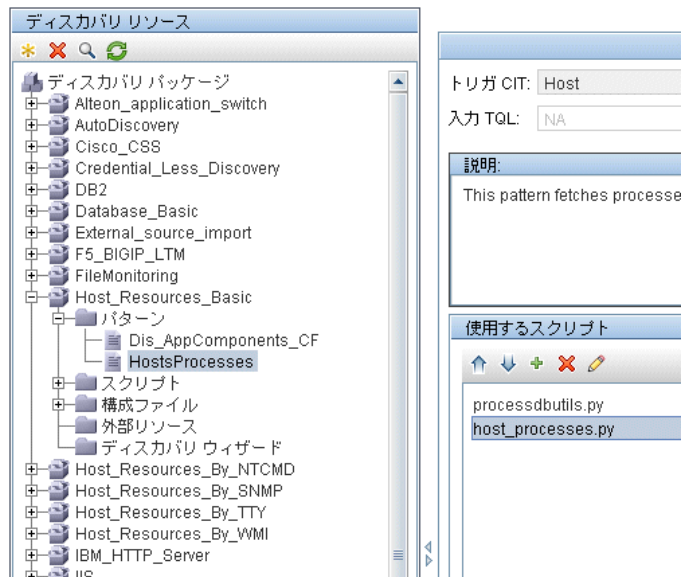 ディスカバリ リソース
ディスカバリ パッケージ
Alteon_application_switch
AutoDiscovery
Cisco_CSS
Credential_Less_Discovery
DB2
Database_Basic
External_source_import
F5_BIGIP_LTM
FileMonitoring
Host_Resources_Basic
パターン
Dis_AppComponents_CF
HostsProcesses
スクリプト
構成ファイル
外部リソース
ディスカバリ ウィザード
Host_Resources_By_NTCMD
Host_Resources_By_SNMP
Host_Resources_By_TTY
Host_Resources_By_WMI
IBM_HTTP_Server
IIS
トリガ CIT: Host
入力 TQL: NA
説明:
This pattern fetches processe
使用するスクリプト
processdbutils.py
host_processes.py